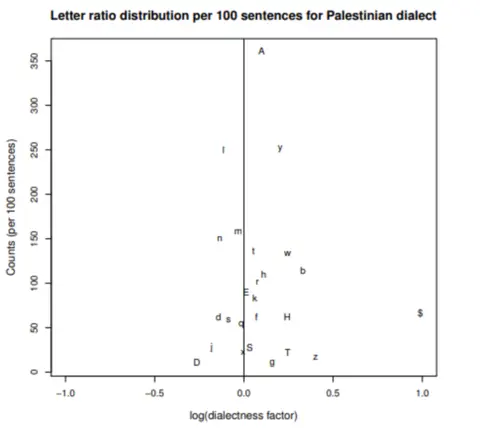 Letter ratio distribution per 100 sentences for Palestinian dialect
Counts (per 100 sentences)
350
300
250
200
150
100
50
0
A
l y
m
n
t w
h b
r
E
k
$
d s q f H
j x S T z
D g
−1.0 −0.5 0.0 0.5 1.0
log(dialectness factor)